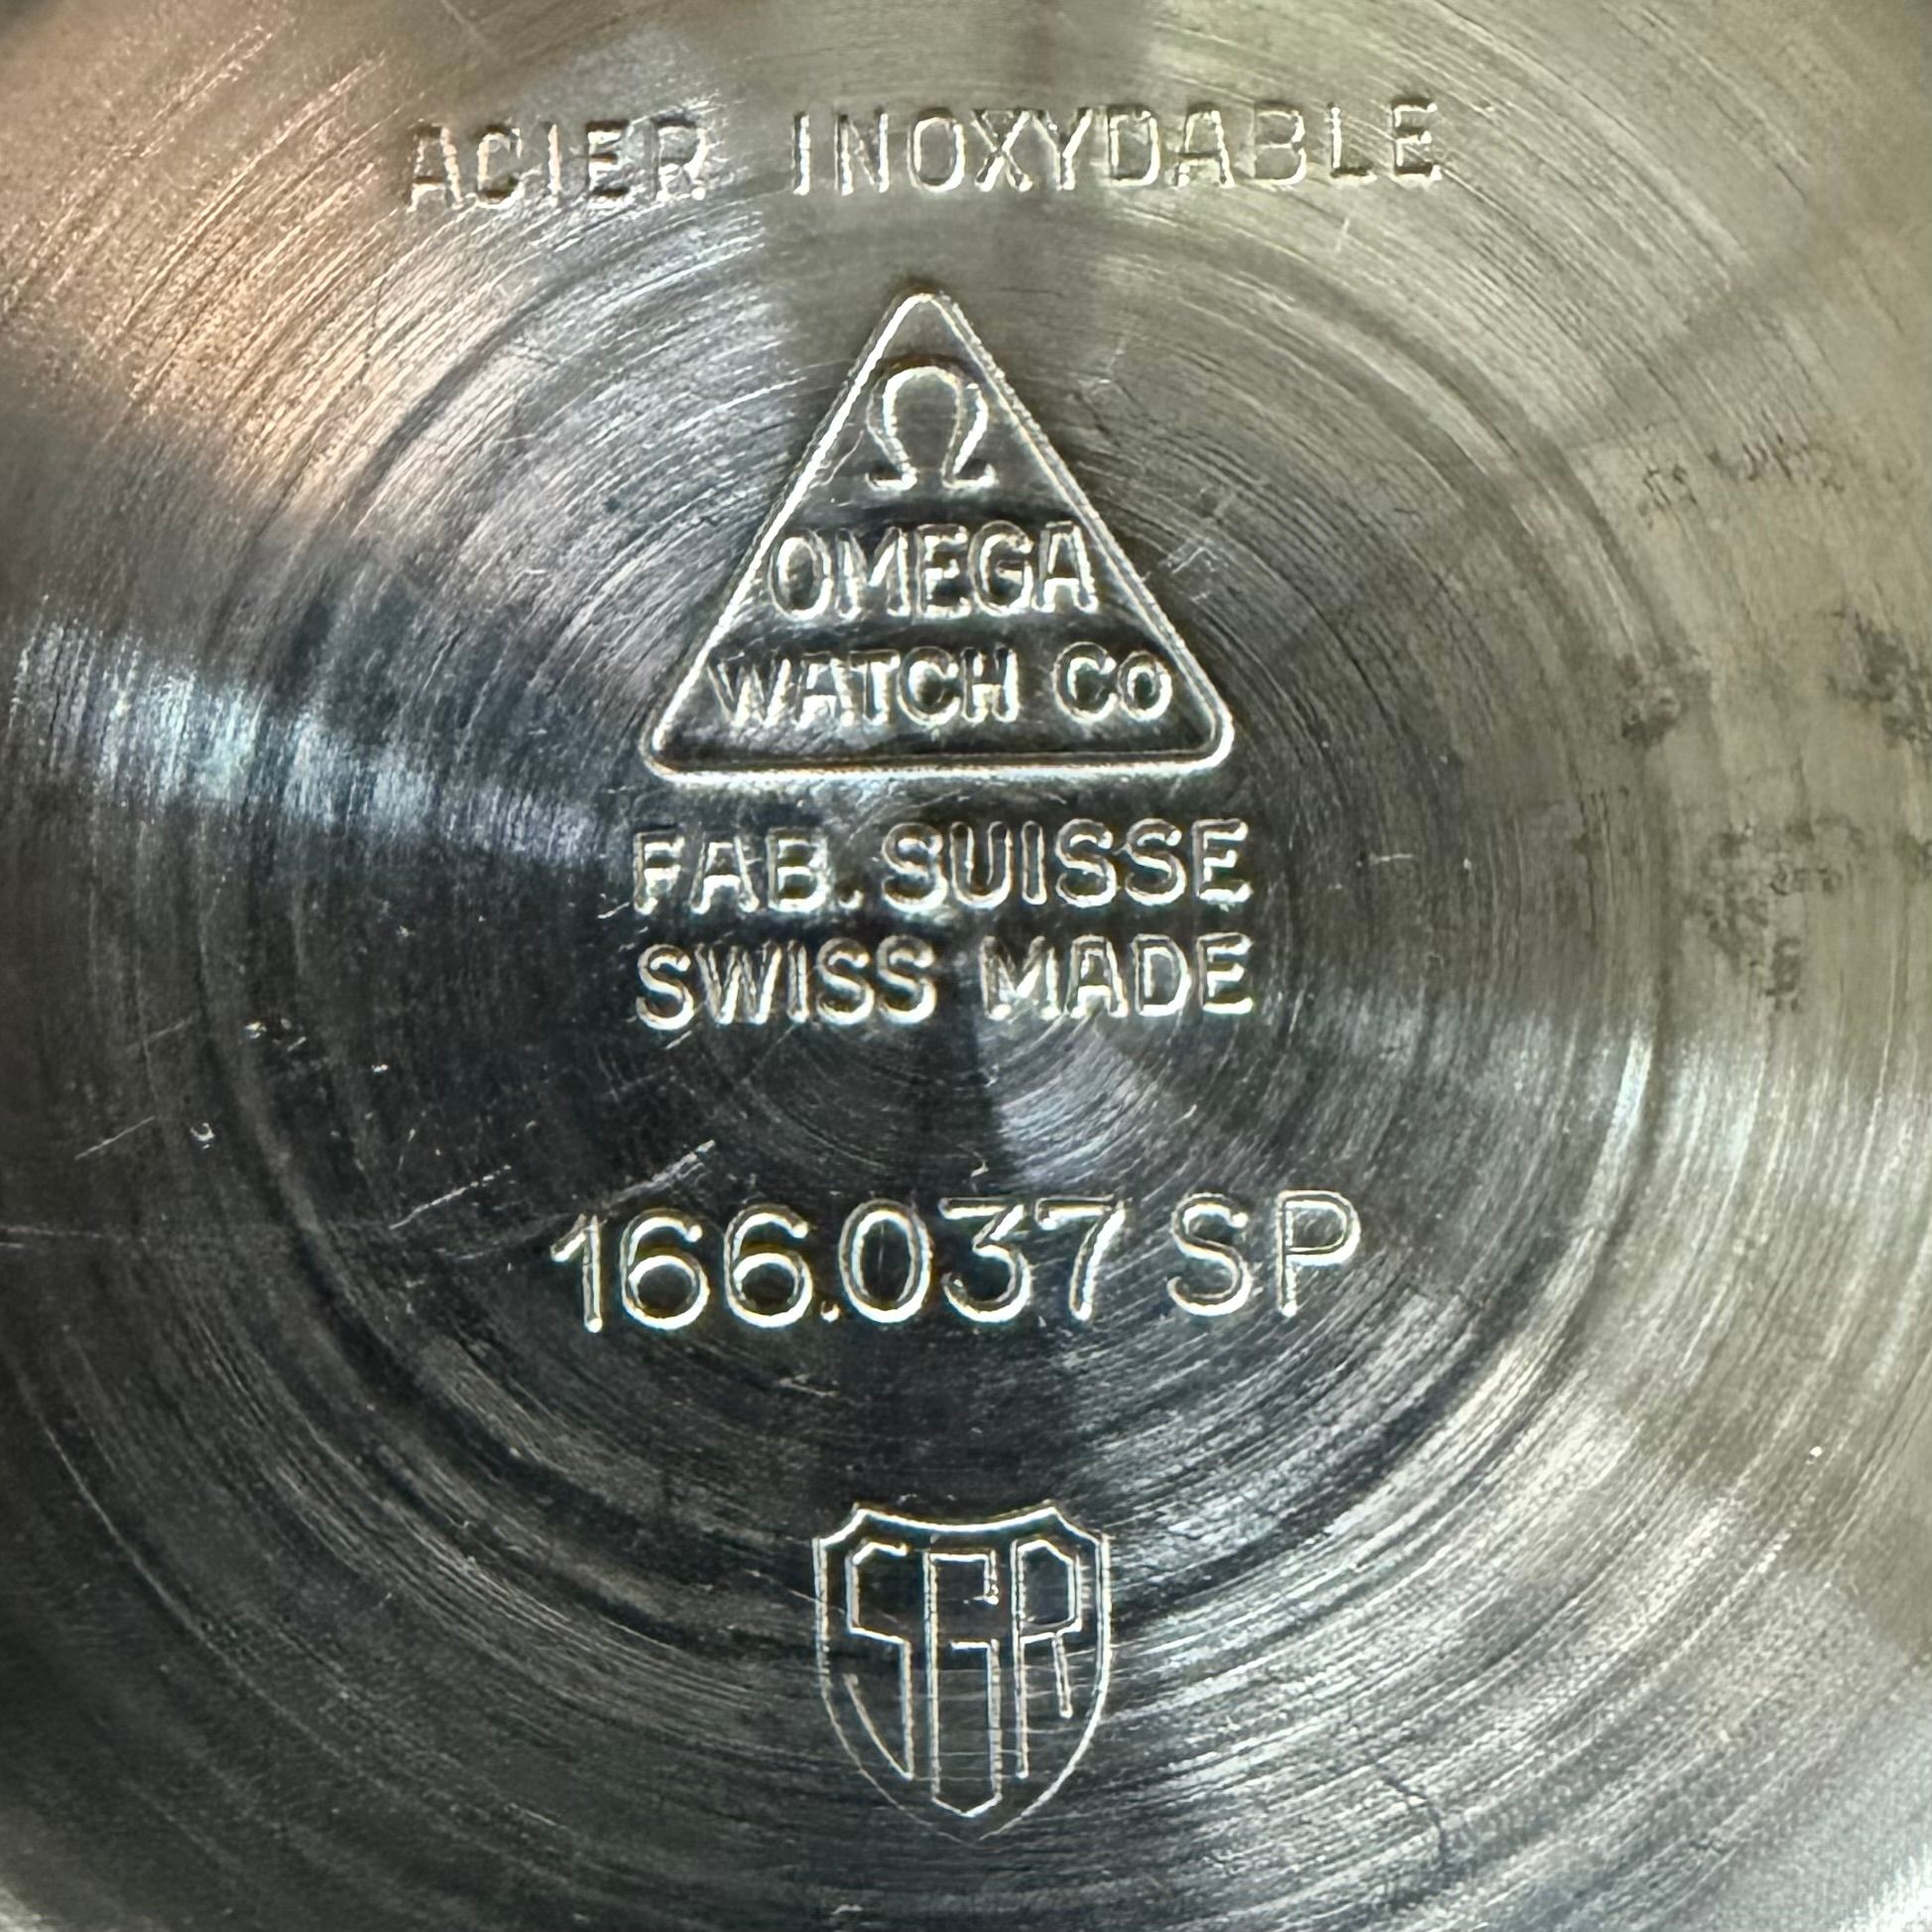 ACIER INOXYDABLE
Ω
OMEGA
WATCH Co
FAB. SUISSE
SWISS MADE
166.037 SP
SGR